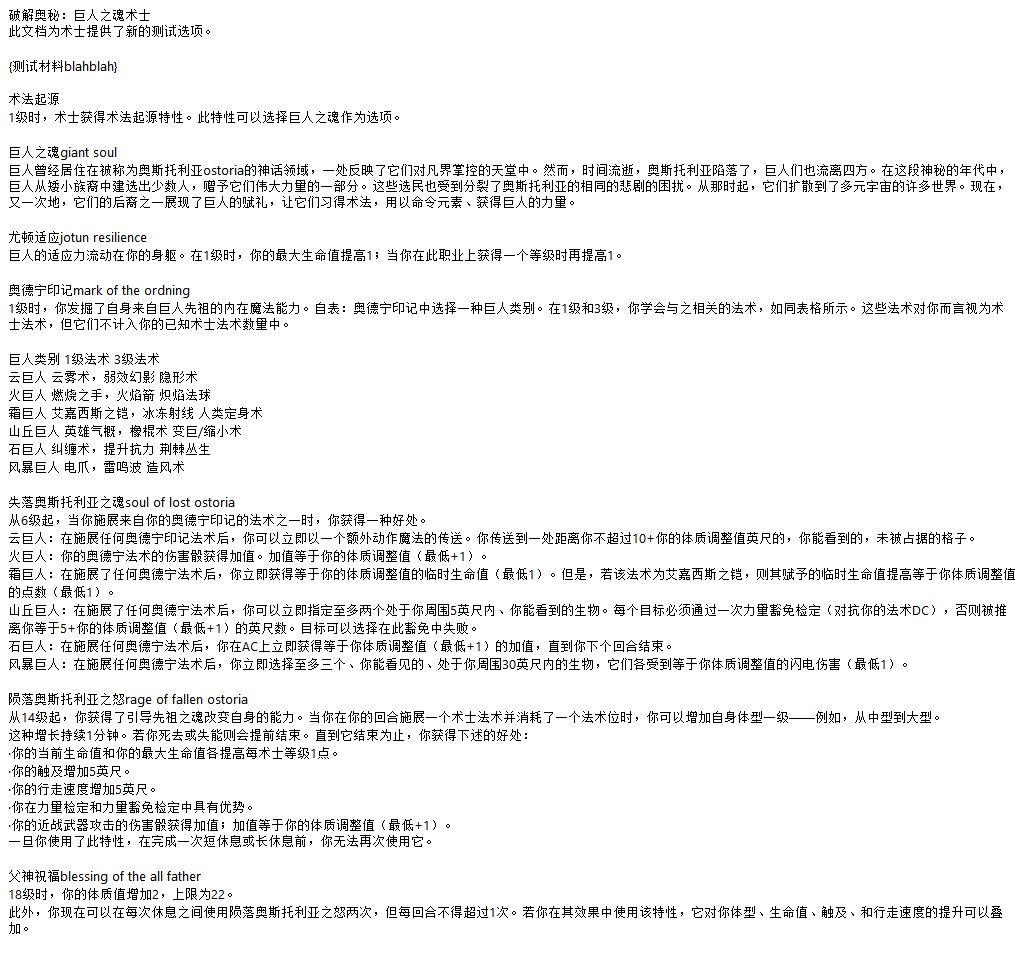 破解奥秘：巨人之魂术士
此文档为术士提供了新的测试选项。
{测试材料blahblah}
术法起源
1级时，术士获得术法起源特性。此特性可以选择巨人之魂作为选项。
巨人之魂giant soul
巨人曾经居住在被称为奥斯托利亚ostoria的神话领域，一处反映了它们对凡界掌控的天堂中。然而，时间流逝，奥斯托利亚陷落了，巨人们也流离四方。在这段神秘的年代中，
巨人从矮小族裔中建选出少数人，赠予它们伟大力量的一部分。这些选民也受到分裂了奥斯托利亚的相同的悲剧的困扰。从那时起，它们扩散到了多元宇宙的许多世界。现在，
又一次地，它们的后裔之一展现了巨人的赋礼，让它们习得术法，用以命令元素、获得巨人的力量。
尤顿适应jotun resilience
巨人的适应力流动在你的身躯。在1级时，你的最大生命值提高1；当你在此职业上获得一个等级时再提高1。
奥德宁印记mark of the ordning
1级时，你发掘了自身来自巨人先祖的内在魔法能力。自表：奥德宁印记中选择一种巨人类别。在1级和3级，你学会与之相关的法术，如同表格所示。这些法术对你而言视为术
士法术，但它们不计入你的已知术士法术数量中。
巨人类别 1级法术 3级法术
云巨人 云雾术，弱效幻影 隐形术
火巨人 燃烧之手，火焰箭 炽焰法球
霜巨人 艾嘉西斯之铠，冰冻射线 人类定身术
山丘巨人 英雄气概，橡棍术 变巨/缩小术
石巨人 纠缠术，提升抗力 荆棘丛生
风暴巨人 电爪，雷鸣波 造风术
失落奥斯托利亚之魂soul of lost ostoria
从6级起，当你施展来自你的奥德宁印记的法术之一时，你获得一种好处。
云巨人：在施展任何奥德宁印记法术后，你可以立即以一个额外动作魔法的传送。你传送到一处距离你不超过10+你的体质调整值英尺的，你能看到的，未被占据的格子。
火巨人：你的奥德宁法术的伤害骰获得加值。加值等于你的体质调整值（最低+1）。
霜巨人：在施展了任何奥德宁法术后，你立即获得等于你的体质调整值的临时生命值（最低1）。但是，若该法术为艾嘉西斯之铠，则其赋予的临时生命值提高等于你体质调整值
的点数（最低1）。
山丘巨人：在施展了任何奥德宁法术后，你可以立即指定至多两个处于你周围5英尺内、你能看到的生物。每个目标必须通过一次力量豁免检定（对抗你的法术DC），否则被推
离你等于5+你的体质调整值（最低+1）的英尺数。目标可以选择在此豁免中失败。
石巨人：在施展任何奥德宁法术后，你在AC上立即获得等于你体质调整值（最低+1）的加值，直到你下个回合结束。
风暴巨人：在施展任何奥德宁法术后，你立即选择至多三个、你能看见的、处于你周围30英尺内的生物，它们各受到等于你体质调整值的闪电伤害（最低1）。
陨落奥斯托利亚之怒rage of fallen ostoria
从14级起，你获得了引导先祖之魂改变自身的能力。当你在你的回合施展一个术士法术并消耗了一个法术位时，你可以增加自身体型一级——例如，从中型到大型。
这种增长持续1分钟。若你死去或失能则会提前结束。直到它结束为止，你获得下述的好处：
·你的当前生命值和你的最大生命值各提高每术士等级1点。
·你的触及增加5英尺。
·你的行走速度增加5英尺。
·你在力量检定和力量豁免检定中具有优势。
·你的近战武器攻击的伤害骰获得加值；加值等于你的体质调整值（最低+1）。
一旦你使用了此特性，在完成一次短休息或长休息前，你无法再次使用它。
父神祝福blessing of the all father
18级时，你的体质值增加2，上限为22。
此外，你现在可以在每次休息之间使用陨落奥斯托利亚之怒两次，但每回合不得超过1次。若你在其效果中使用该特性，它对你体型、生命值、触及、和行走速度的提升可以叠
加。